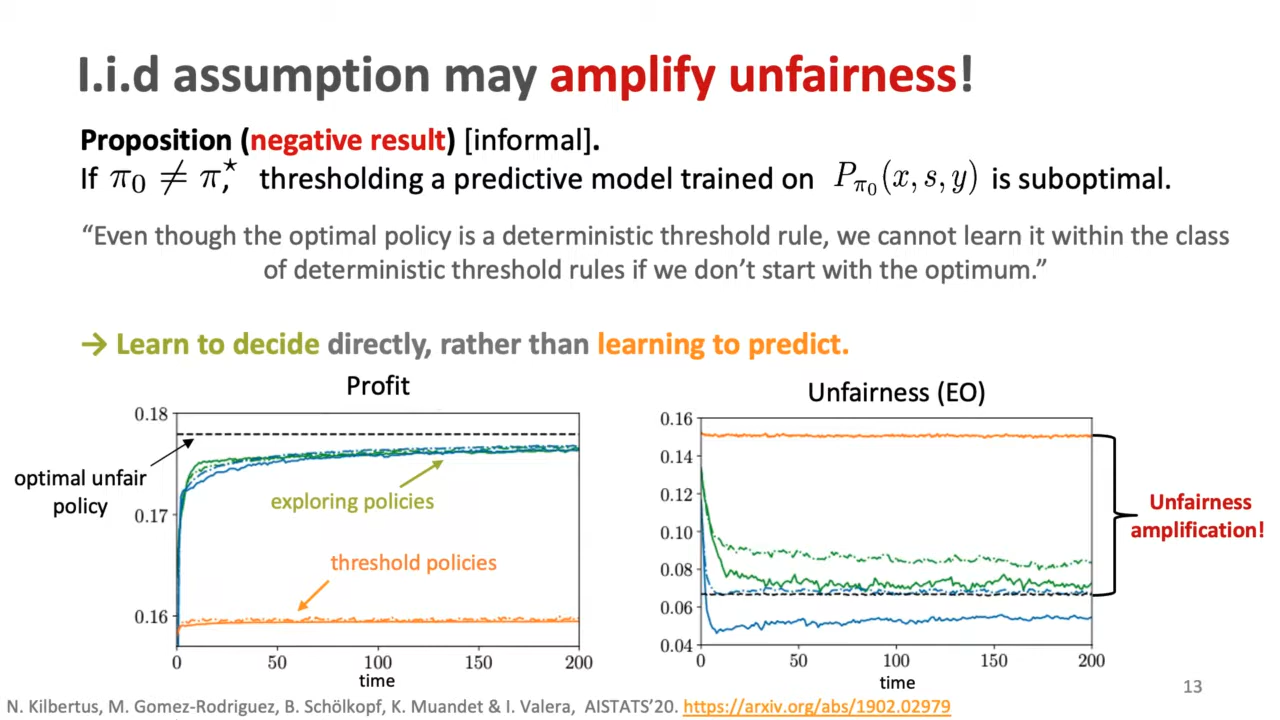 I.i.d assumption may amplify unfairness!
Proposition (negative result) [informal].
If π₀ ≠ π*, thresholding a predictive model trained on P_π₀(x, s, y) is suboptimal.
“Even though the optimal policy is a deterministic threshold rule, we cannot learn it within the class
of deterministic threshold rules if we don’t start with the optimum.”
→ Learn to decide directly, rather than learning to predict.
Profit
0.18
0.17
0.16
0 50 100 150 200
time
optimal unfair
policy
exploring policies
threshold policies
Unfairness (EO)
0.16
0.14
0.12
0.10
0.08
0.06
0.04
0 50 100 150 200
time
Unfairness
amplification!
13
N. Kilbertus, M. Gomez-Rodriguez, B. Schölkopf, K. Muandet & I. Valera, AISTATS’20. https://arxiv.org/abs/1902.02979